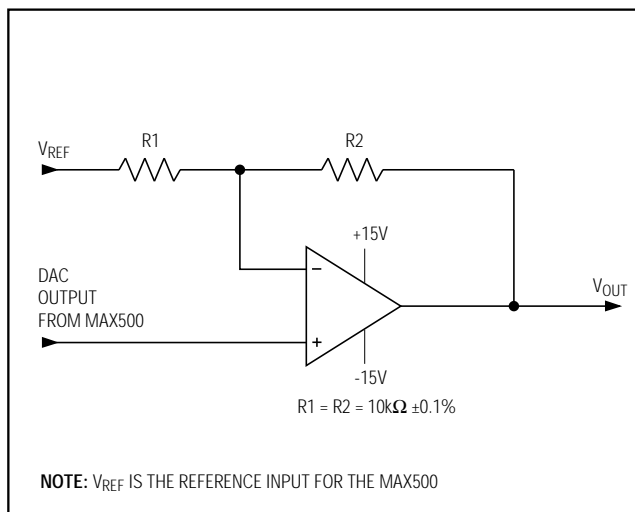 R1
R2
VREF
+15V
−
DAC
OUTPUT
FROM MAX500
VOUT
+
-15V
R1 = R2 = 10kΩ ±0.1%
NOTE: VREF IS THE REFERENCE INPUT FOR THE MAX500